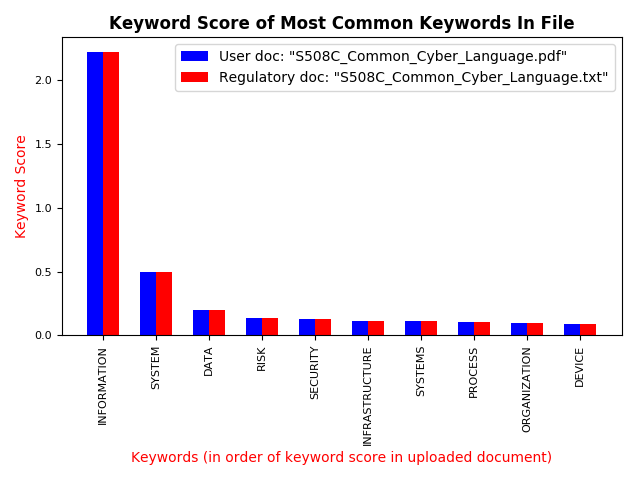 Keyword Score of Most Common Keywords In File
User doc: "S508C_Common_Cyber_Language.pdf"
Regulatory doc: "S508C_Common_Cyber_Language.txt"
Keyword Score
2.0
1.5
1.0
0.5
0.0
INFORMATION
SYSTEM
DATA
RISK
SECURITY
INFRASTRUCTURE
SYSTEMS
PROCESS
ORGANIZATION
DEVICE
Keywords (in order of keyword score in uploaded document)